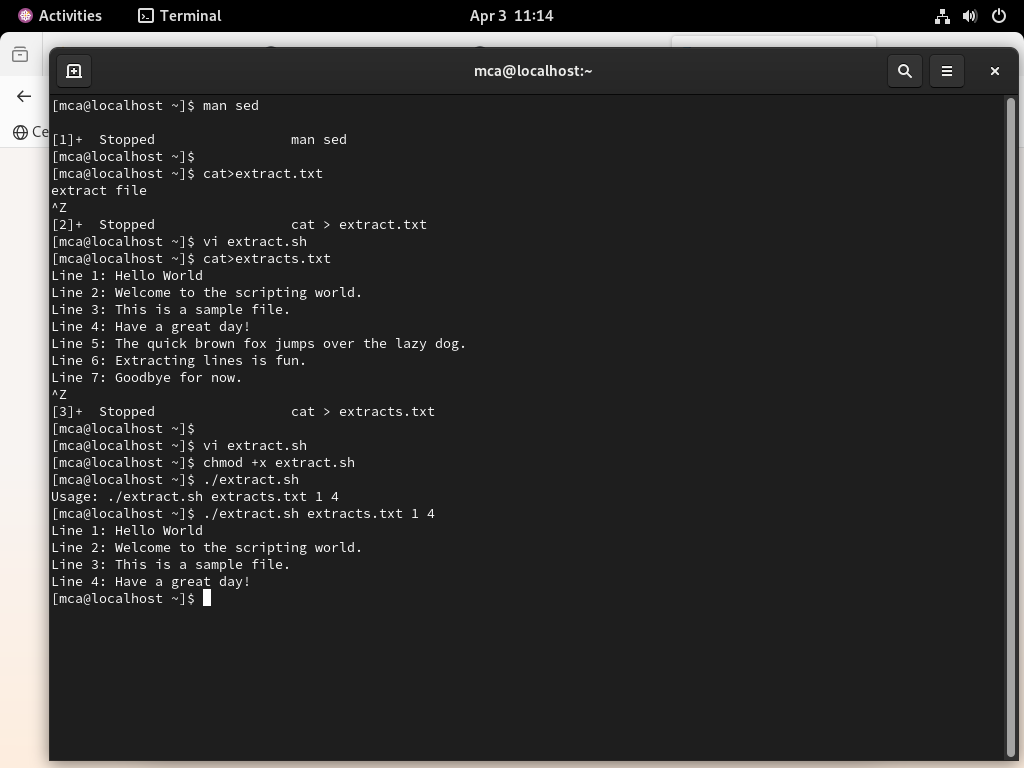 Activities Terminal Apr 3 11:14
mca@localhost:~
Ce
[mca@localhost ~]$ man sed
[1]+  Stopped                 man sed
[mca@localhost ~]$
[mca@localhost ~]$ cat>extract.txt
extract file
^Z
[2]+  Stopped                 cat > extract.txt
[mca@localhost ~]$ vi extract.sh
[mca@localhost ~]$ cat>extracts.txt
Line 1: Hello World
Line 2: Welcome to the scripting world.
Line 3: This is a sample file.
Line 4: Have a great day!
Line 5: The quick brown fox jumps over the lazy dog.
Line 6: Extracting lines is fun.
Line 7: Goodbye for now.
^Z
[3]+  Stopped                 cat > extracts.txt
[mca@localhost ~]$
[mca@localhost ~]$ vi extract.sh
[mca@localhost ~]$ chmod +x extract.sh
[mca@localhost ~]$ ./extract.sh
Usage: ./extract.sh extracts.txt 1 4
[mca@localhost ~]$ ./extract.sh extracts.txt 1 4
Line 1: Hello World
Line 2: Welcome to the scripting world.
Line 3: This is a sample file.
Line 4: Have a great day!
[mca@localhost ~]$